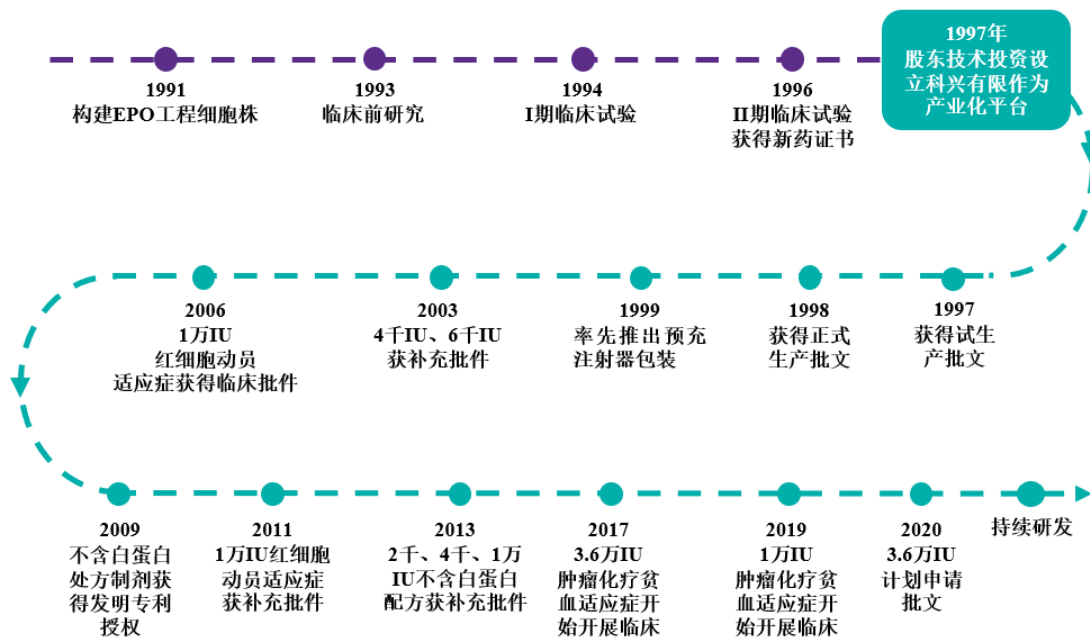 1997年
股东技术投资设
立科兴有限作为
产业化平台
1991
构建EPO工程细胞株
1993
临床前研究
1994
I期临床试验
1996
II期临床试验
获得新药证书
2006
1万IU
红细胞动员
适应症获得临床批件
2003
4千IU、6千IU
获补充批件
1999
率先推出预充
注射器包装
1998
获得正式
生产批文
1997
获得试生
产批文
2009
不含白蛋白
处方制剂获
得发明专利
授权
2011
1万IU红细胞
动员适应症
获补充批件
2013
2千、4千、1万
IU不含白蛋白
配方获补充批件
2017
3.6万IU
肿瘤化疗贫
血适应症开
始开展临床
2019
1万IU
肿瘤化疗贫
血适应症开
始开展临床
2020
3.6万IU
计划申请
批文
持续研发